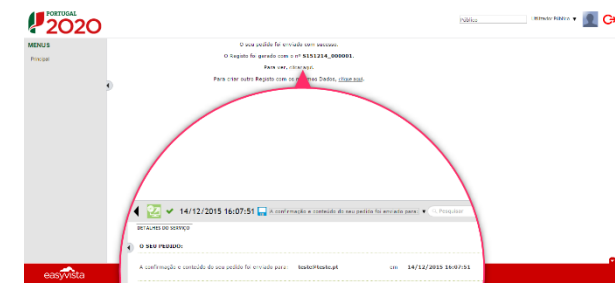 PORTUGAL
2020
Público
Utilizador Público ▼
MENUS
Principal
O seu pedido foi enviado com sucesso.
O Registo foi gerado com o nº S151214_000001.
Para ver, clique aqui.
Para criar outro Registo com os mesmos Dados, clique aqui.
14/12/2015 16:07:51 A confirmação e conteúdo do seu pedido foi enviado para: ▼ Pesquisar
DETALHES DO SERVIÇO
O SEU PEDIDO:
A confirmação e conteúdo do seu pedido foi enviado para: teste@teste.pt em 14/12/2015 16:07:51
easyvista